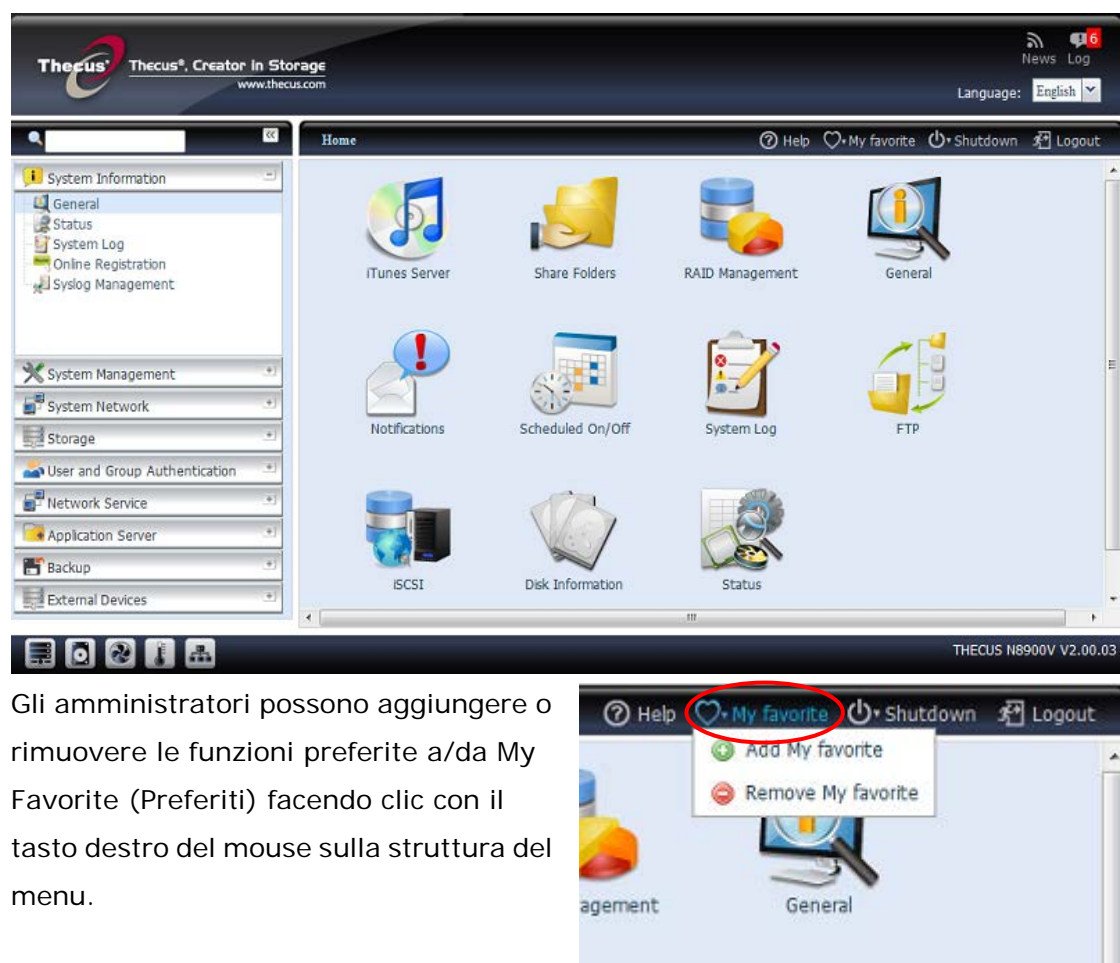 Thecus®
Thecus®, Creator in Storage
www.thecus.com
News
6
Log
Language: English
Home
Help My favorite Shutdown Logout
System Information
General
Status
System Log
Online Registration
Syslog Management
System Management
System Network
Storage
User and Group Authentication
Network Service
Application Server
Backup
External Devices
iTunes Server
Share Folders
RAID Management
General
Notifications
Scheduled On/Off
System Log
FTP
iSCSI
Disk Information
Status
THECUS N8900V V2.00.03
Gli amministratori possono aggiungere o
rimuovere le funzioni preferite a/da My
Favorite (Preferiti) facendo clic con il
tasto destro del mouse sulla struttura del
menu.
Help My favorite Shutdown Logout
Add My favorite
Remove My favorite
agement
General